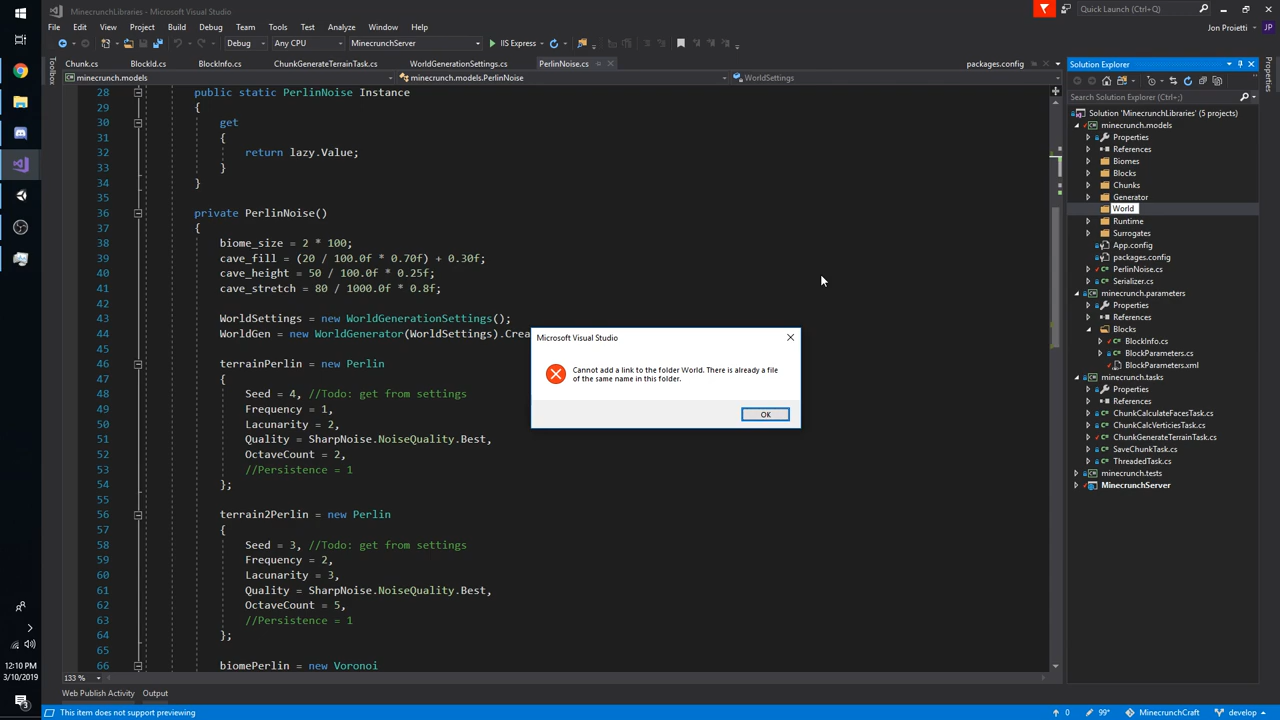 MinecrunchLibraries - Microsoft Visual Studio
Quick Launch (Ctrl+Q)
File Edit View Project Build Debug Team Tools Test Analyze Window Help
Jon Proietti JP
Debug Any CPU MinecrunchServer IIS Express
Chunk.cs BlockId.cs BlockInfo.cs ChunkGenerateTerrainTask.cs WorldGenerationSettings.cs PerlinNoise.cs packages.config
minecrunch.models minecrunch.models.PerlinNoise WorldSettings
Toolbox
28 public static PerlinNoise Instance
29 {
30 get
31 {
32 return lazy.Value;
33 }
34 }
35
36 private PerlinNoise()
37 {
38 biome_size = 2 * 100;
39 cave_fill = (20 / 100.0f * 0.70f) + 0.30f;
40 cave_height = 50 / 100.0f * 0.25f;
41 cave_stretch = 80 / 1000.0f * 0.8f;
42
43 WorldSettings = new WorldGenerationSettings();
44 WorldGen = new WorldGenerator(WorldSettings).Crea
45
46 terrainPerlin = new Perlin
47 {
48 Seed = 4, //Todo: get from settings
49 Frequency = 1,
50 Lacunarity = 2,
51 Quality = SharpNoise.NoiseQuality.Best,
52 OctaveCount = 2,
53 //Persistence = 1
54 };
55
56 terrain2Perlin = new Perlin
57 {
58 Seed = 3, //Todo: get from settings
59 Frequency = 2,
60 Lacunarity = 3,
61 Quality = SharpNoise.NoiseQuality.Best,
62 OctaveCount = 5,
63 //Persistence = 1
64 };
65
66 biomePerlin = new Voronoi
133 %
Microsoft Visual Studio
Cannot add a link to the folder World. There is already a file
of the same name in this folder.
OK
Solution Explorer
Search Solution Explorer (Ctrl+;)
Solution 'MinecrunchLibraries' (5 projects)
minecrunch.models
Properties
References
Biomes
Blocks
Chunks
Generator
World
Runtime
Surrogates
App.config
packages.config
PerlinNoise.cs
Serializer.cs
minecrunch.parameters
Properties
References
Blocks
BlockInfo.cs
BlockParameters.cs
BlockParameters.xml
minecrunch.tasks
Properties
References
ChunkCalculateFacesTask.cs
ChunkCalcVerticiesTask.cs
ChunkGenerateTerrainTask.cs
SaveChunkTask.cs
ThreadedTask.cs
minecrunch.tests
MinecrunchServer
Properties
12:10 PM
3/10/2019
3
Web Publish Activity Output
This item does not support previewing
0 99* MinecrunchCraft develop